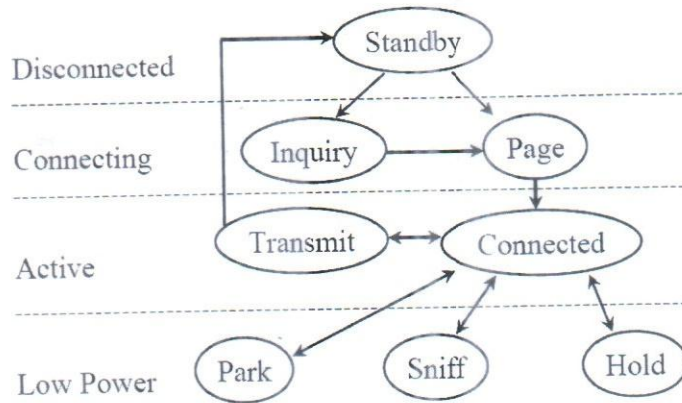 Standby
Disconnected
Inquiry
Page
Connecting
Transmit
Connected
Active
Park
Sniff
Hold
Low Power